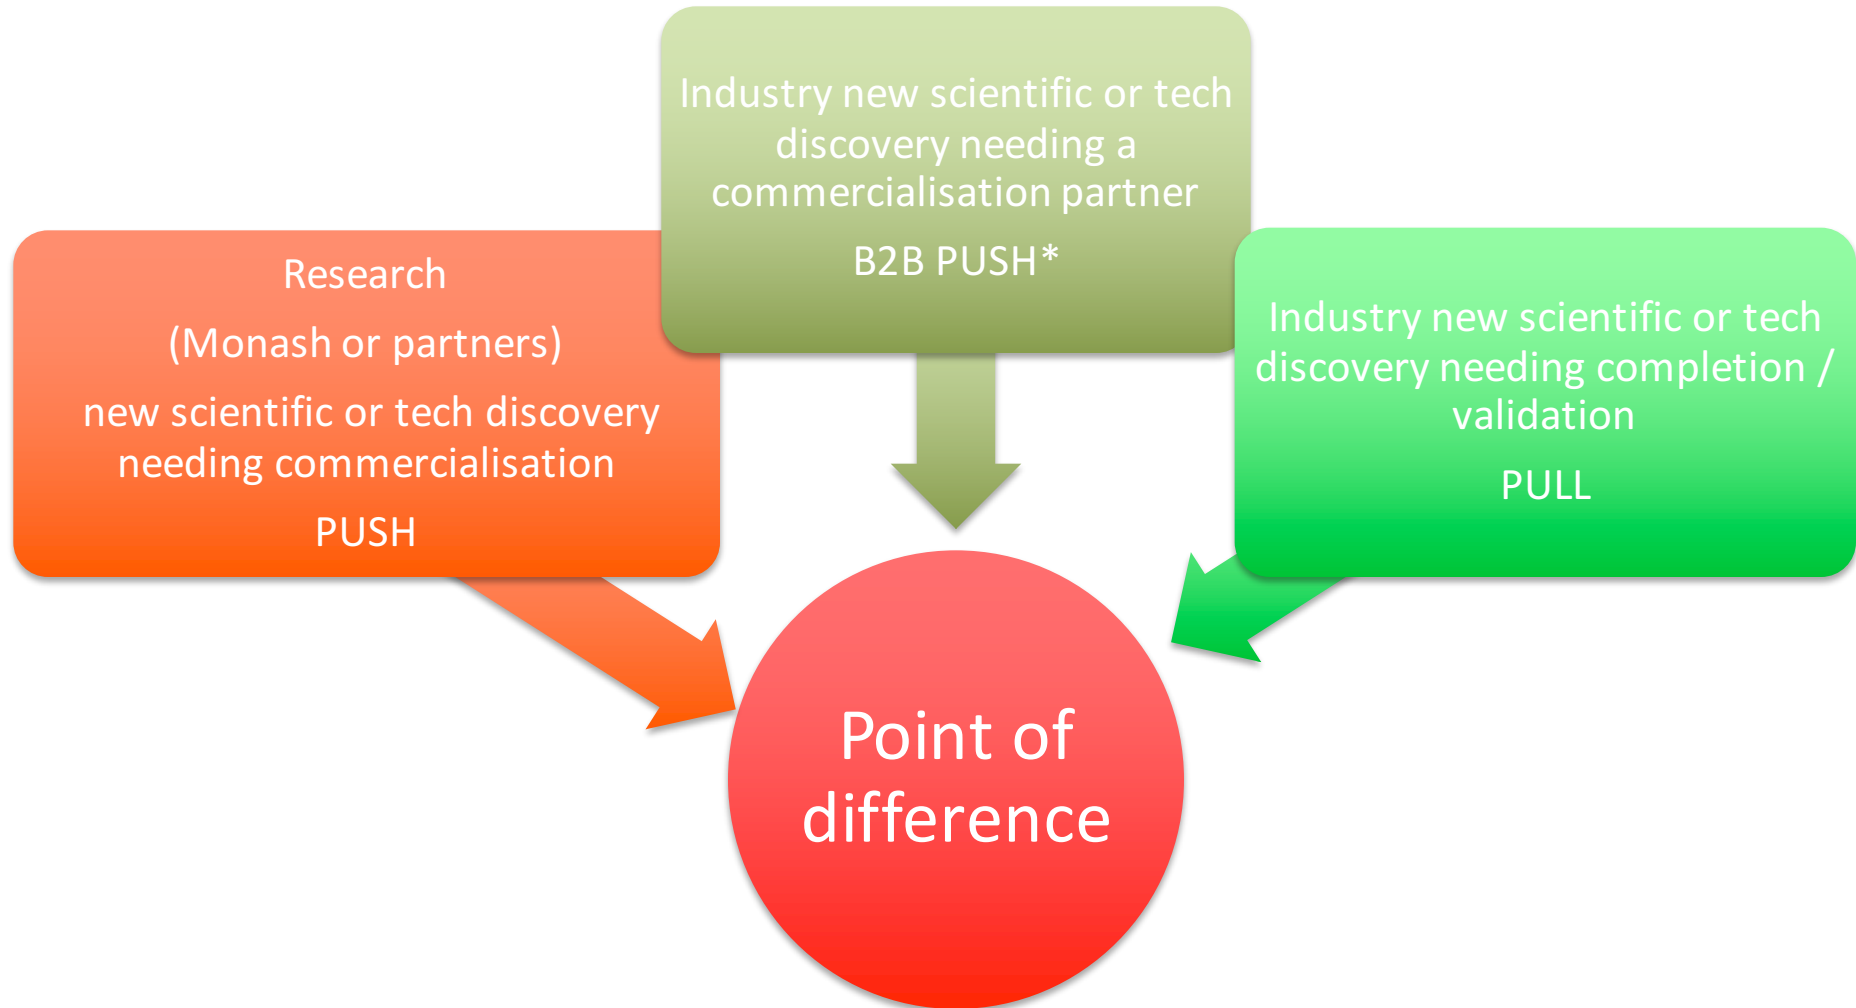 Industry new scientific or tech
discovery needing a
commercialisation partner
B2B PUSH*
Research
(Monash or partners)
new scientific or tech discovery
needing commercialisation
PUSH
Industry new scientific or tech
discovery needing completion /
validation
PULL
Point of
difference